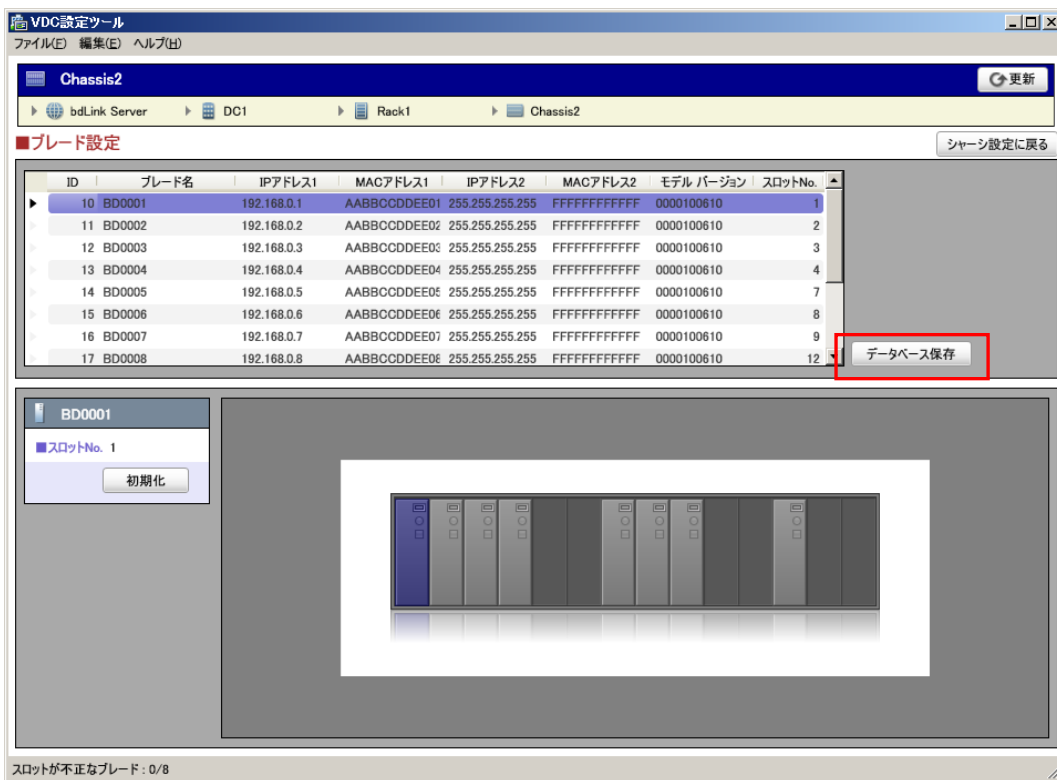 VDC設定ツール
ファイル(F) 編集(E) ヘルプ(H)
Chassis2 更新
bdLink Server DC1 Rack1 Chassis2
■ブレード設定 シャーシ設定に戻る
ID ブレード名 IPアドレス1 MACアドレス1 IPアドレス2 MACアドレス2 モデル バージョン スロットNo.
10 BD0001 192.168.0.1 AABBCCDDEE01 255.255.255.255 FFFFFFFFFFFF 0000100610 1
11 BD0002 192.168.0.2 AABBCCDDEE02 255.255.255.255 FFFFFFFFFFFF 0000100610 2
12 BD0003 192.168.0.3 AABBCCDDEE03 255.255.255.255 FFFFFFFFFFFF 0000100610 3
13 BD0004 192.168.0.4 AABBCCDDEE04 255.255.255.255 FFFFFFFFFFFF 0000100610 4
14 BD0005 192.168.0.5 AABBCCDDEE05 255.255.255.255 FFFFFFFFFFFF 0000100610 7
15 BD0006 192.168.0.6 AABBCCDDEE06 255.255.255.255 FFFFFFFFFFFF 0000100610 8
16 BD0007 192.168.0.7 AABBCCDDEE07 255.255.255.255 FFFFFFFFFFFF 0000100610 9
17 BD0008 192.168.0.8 AABBCCDDEE08 255.255.255.255 FFFFFFFFFFFF 0000100610 12
データベース保存
BD0001
■スロットNo. 1
初期化
スロットが不正なブレード : 0/8